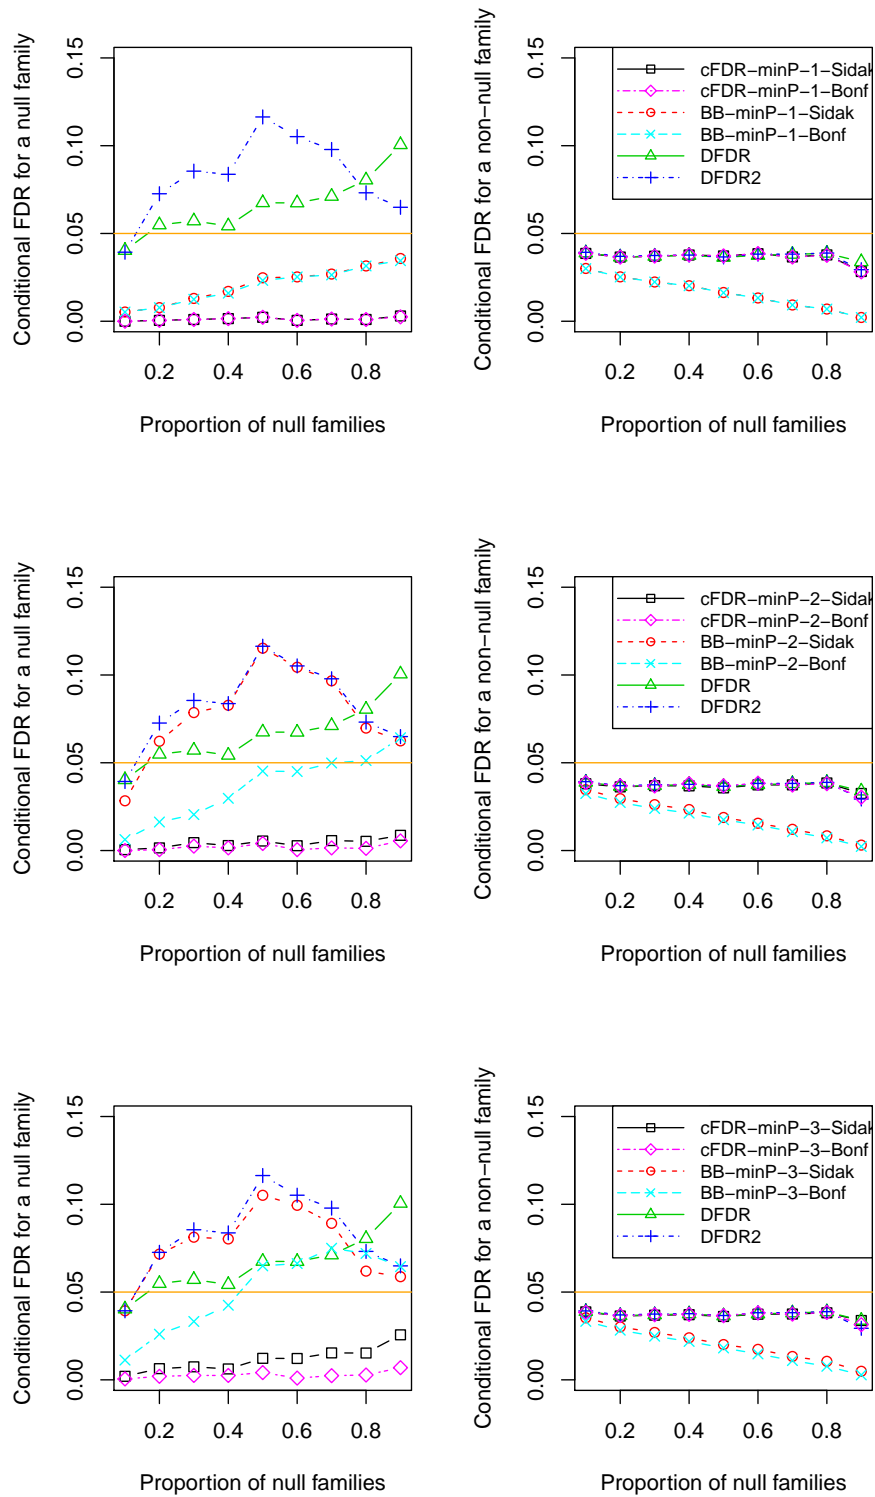 Conditional FDR for a null family
0.15
0.10
0.05
0.00
0.2 0.4 0.6 0.8
Proportion of null families
Conditional FDR for a non−null family
0.15
0.10
0.05
0.00
cFDR−minP−1−Sidak
cFDR−minP−1−Bonf
BB−minP−1−Sidak
BB−minP−1−Bonf
DFDR
DFDR2
0.2 0.4 0.6 0.8
Proportion of null families
Conditional FDR for a null family
0.15
0.10
0.05
0.00
0.2 0.4 0.6 0.8
Proportion of null families
Conditional FDR for a non−null family
0.15
0.10
0.05
0.00
cFDR−minP−2−Sidak
cFDR−minP−2−Bonf
BB−minP−2−Sidak
BB−minP−2−Bonf
DFDR
DFDR2
0.2 0.4 0.6 0.8
Proportion of null families
Conditional FDR for a null family
0.15
0.10
0.05
0.00
0.2 0.4 0.6 0.8
Proportion of null families
Conditional FDR for a non−null family
0.15
0.10
0.05
0.00
cFDR−minP−3−Sidak
cFDR−minP−3−Bonf
BB−minP−3−Sidak
BB−minP−3−Bonf
DFDR
DFDR2
0.2 0.4 0.6 0.8
Proportion of null families